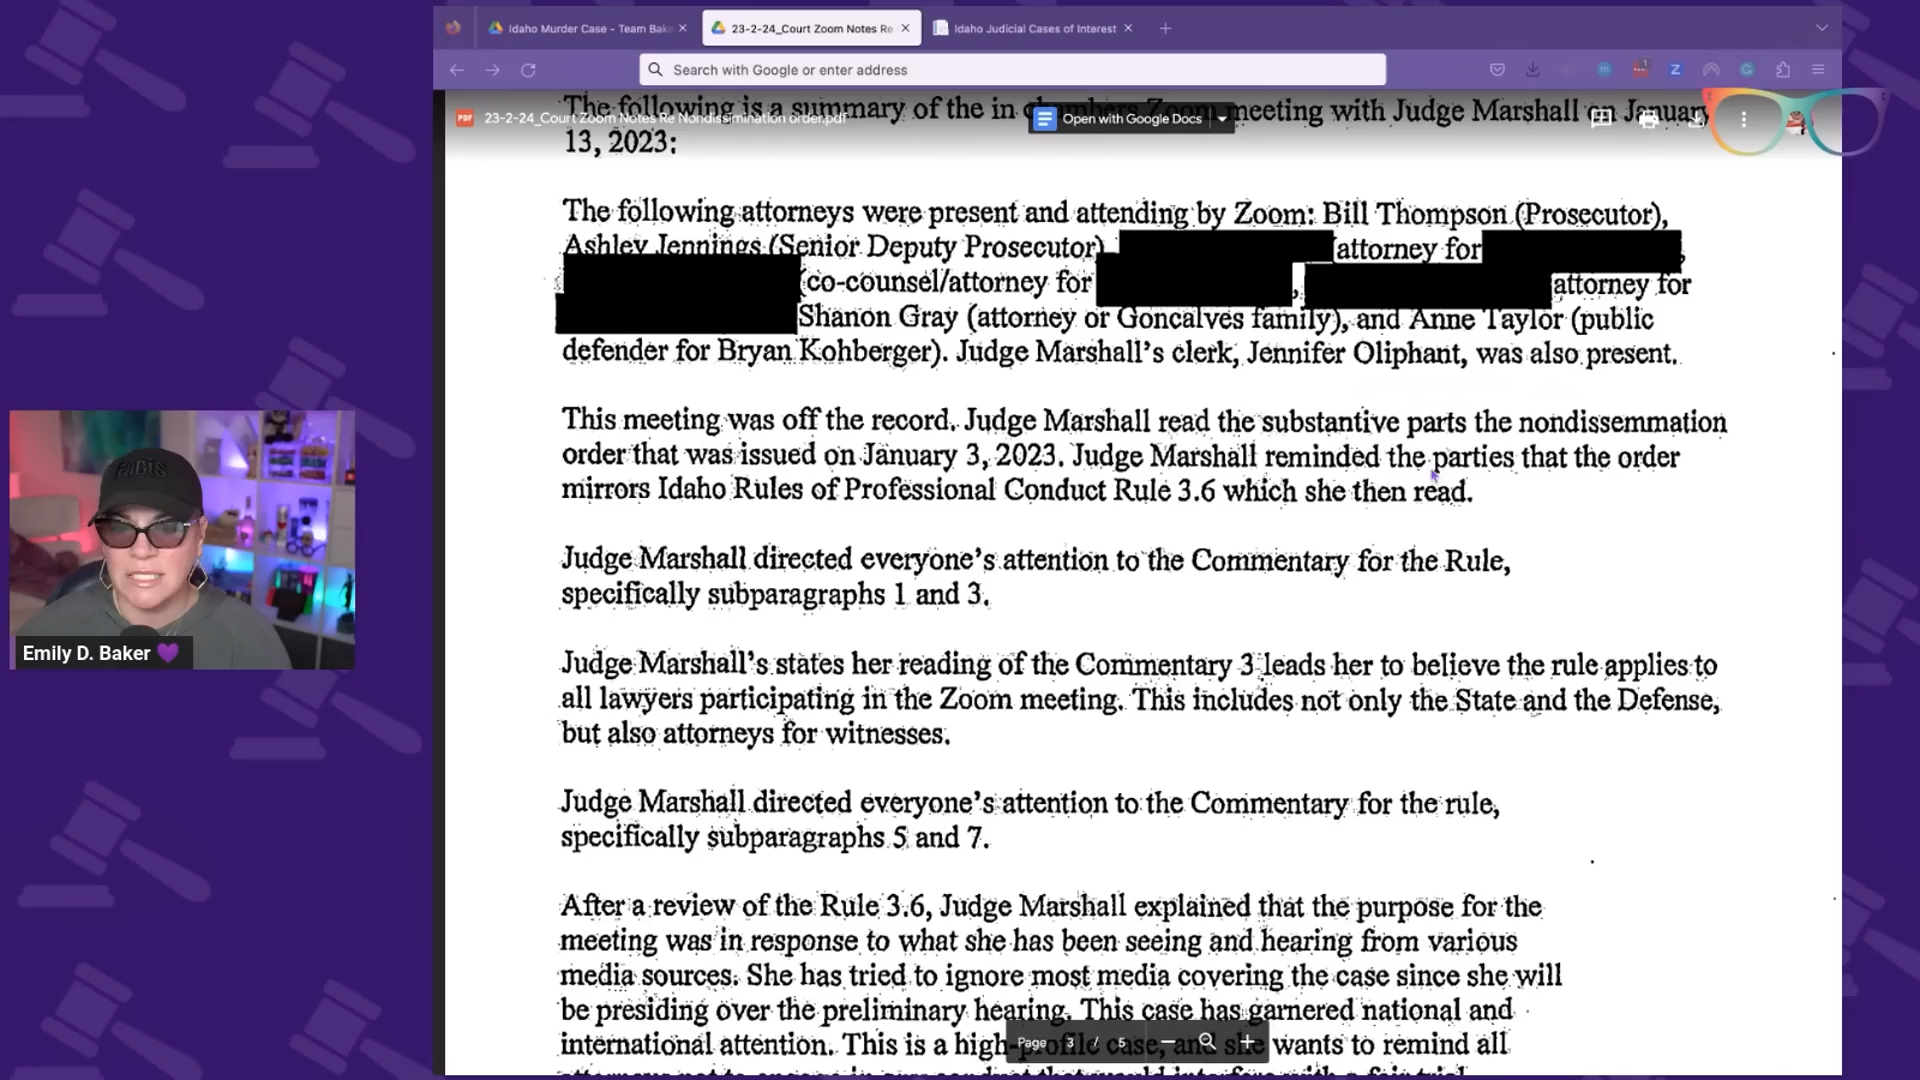 Idaho Murder Case - Team Bak
23-2-24_Court Zoom Notes Re
Idaho Judicial Cases of Interest
Search with Google or enter address
The following is a summary of the in chambers Zoom meeting with Judge Marshall on January
PDF 23-2-24_Court Zoom Notes Re Nondissimination order.pdf
Open with Google Docs
13, 2023:
The following attorneys were present and attending by Zoom: Bill Thompson (Prosecutor),
Ashley Jennings (Senior Deputy Prosecutor) attorney for ,
(co-counsel/attorney for , attorney for
Shanon Gray (attorney or Goncalves family), and Anne Taylor (public
defender for Bryan Kohberger). Judge Marshall's clerk, Jennifer Oliphant, was also present.
This meeting was off the record. Judge Marshall read the substantive parts the nondissemmation
order that was issued on January 3, 2023. Judge Marshall reminded the parties that the order
mirrors Idaho Rules of Professional Conduct Rule 3.6 which she then read.
Judge Marshall directed everyone's attention to the Commentary for the Rule,
specifically subparagraphs 1 and 3.
Judge Marshall's states her reading of the Commentary 3 leads her to believe the rule applies to
all lawyers participating in the Zoom meeting. This includes not only the State and the Defense,
but also attorneys for witnesses.
Judge Marshall directed everyone's attention to the Commentary for the rule,
specifically subparagraphs 5 and 7.
After a review of the Rule 3.6, Judge Marshall explained that the purpose for the
meeting was in response to what she has been seeing and hearing from various
media sources. She has tried to ignore most media covering the case since she will
be presiding over the preliminary hearing. This case has garnered national and
international attention. This is a high-profile case, and she wants to remind all
Page 3 / 5
FACTS
Emily D. Baker 💜